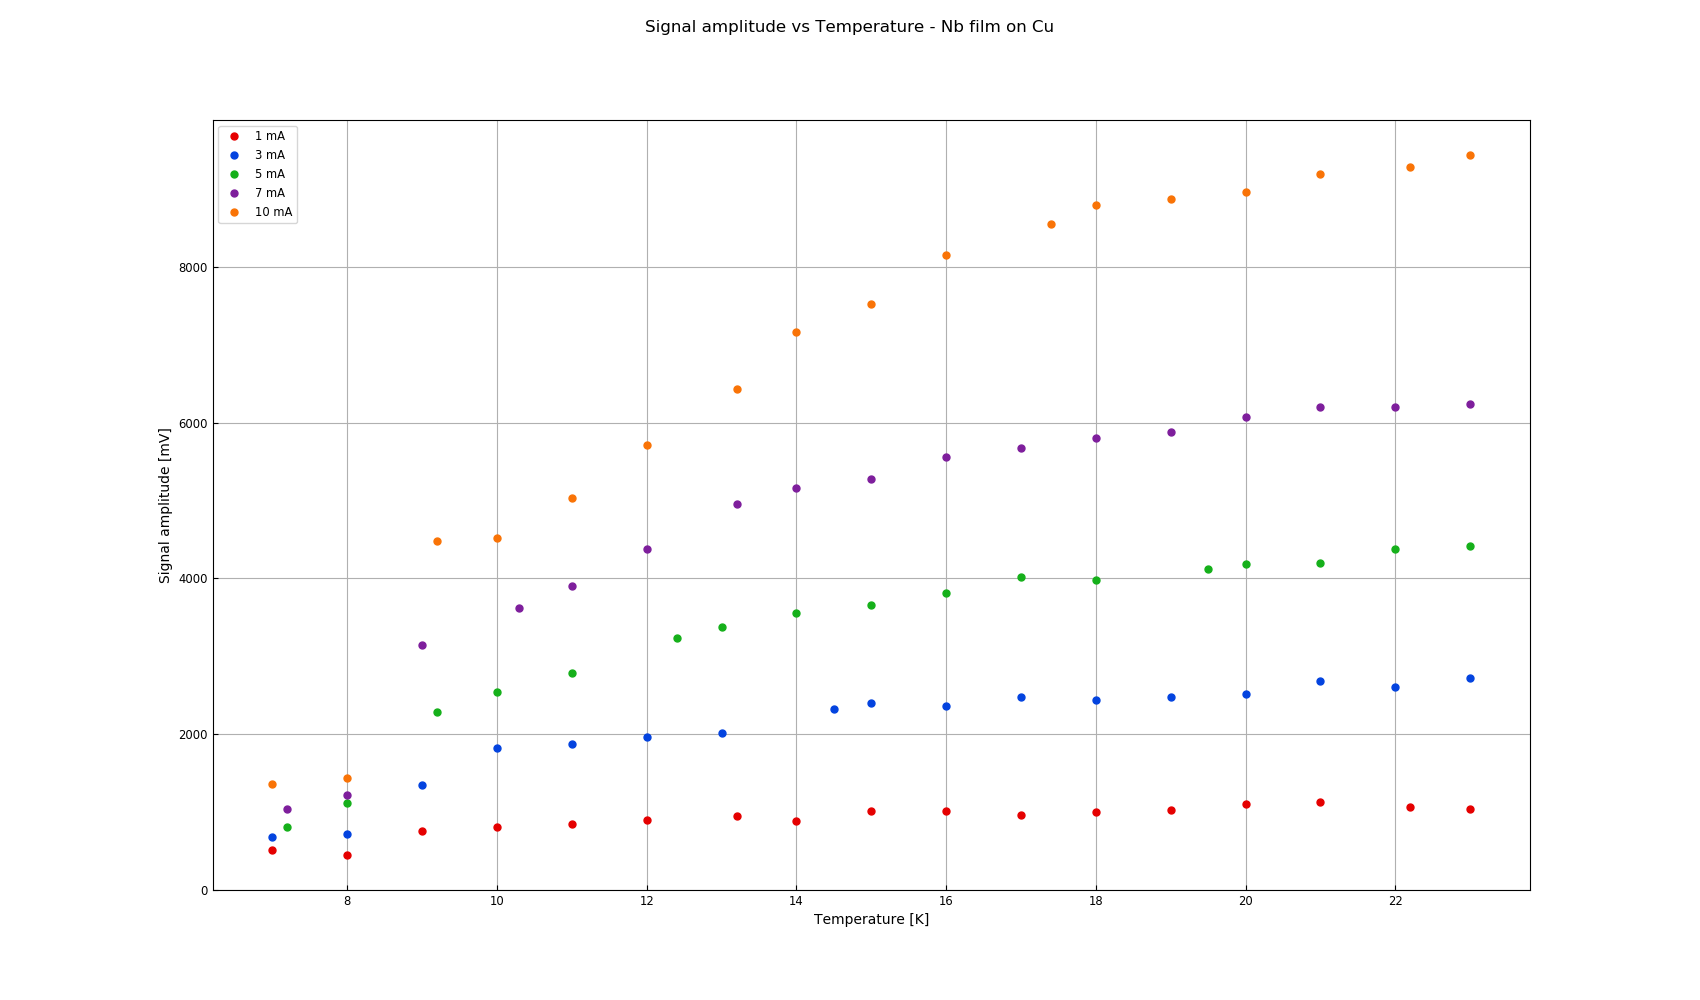 Signal amplitude vs Temperature - Nb film on Cu
1 mA
3 mA
5 mA
7 mA
10 mA
8000
6000
4000
2000
0
Signal amplitude [mV]
8 10 12 14 16 18 20 22
Temperature [K]